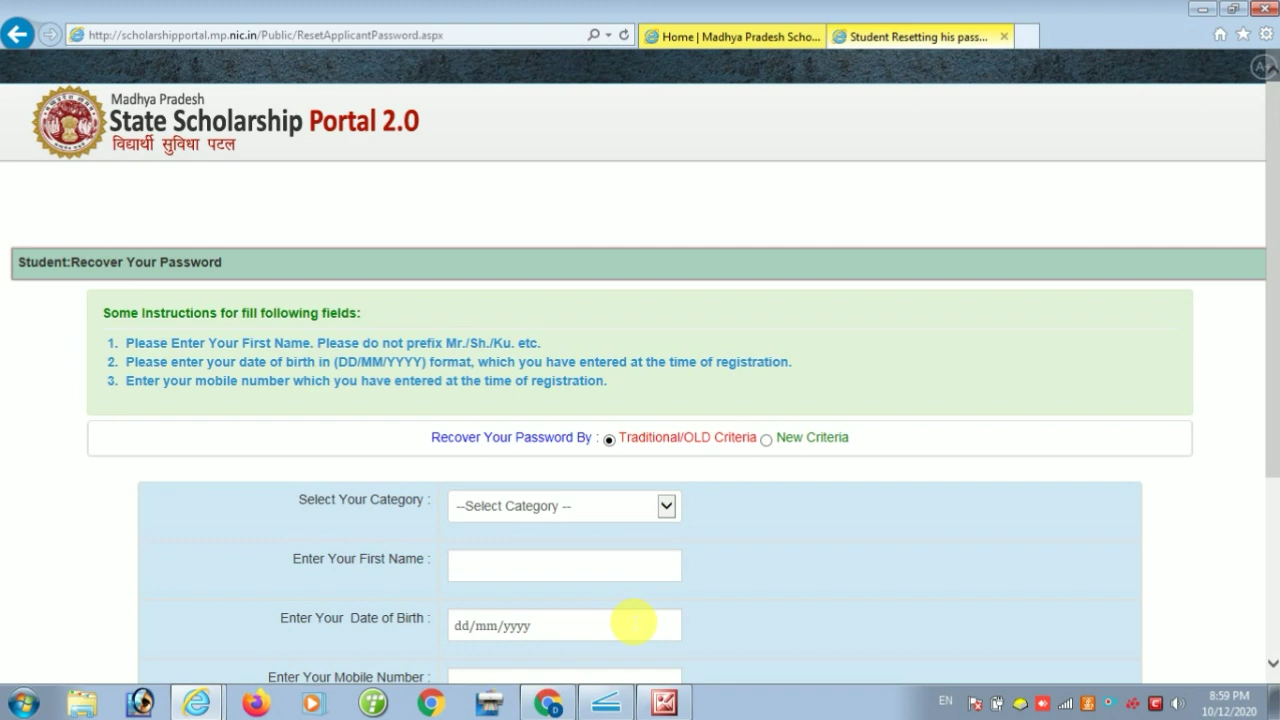 http://scholarshipportal.mp.nic.in/Public/ResetApplicantPassword.aspx
Home | Madhya Pradesh Scho...
Student Resetting his pass...
Madhya Pradesh
State Scholarship Portal 2.0
विद्यार्थी सुविधा पटल
Student:Recover Your Password
Some Instructions for fill following fields:
1. Please Enter Your First Name. Please do not prefix Mr./Sh./Ku. etc.
2. Please enter your date of birth in (DD/MM/YYYY) format, which you have entered at the time of registration.
3. Enter your mobile number which you have entered at the time of registration.
Recover Your Password By : Traditional/OLD Criteria New Criteria
Select Your Category : --Select Category --
Enter Your First Name :
Enter Your Date of Birth : dd/mm/yyyy
Enter Your Mobile Number :
EN
8:59 PM
10/12/2020